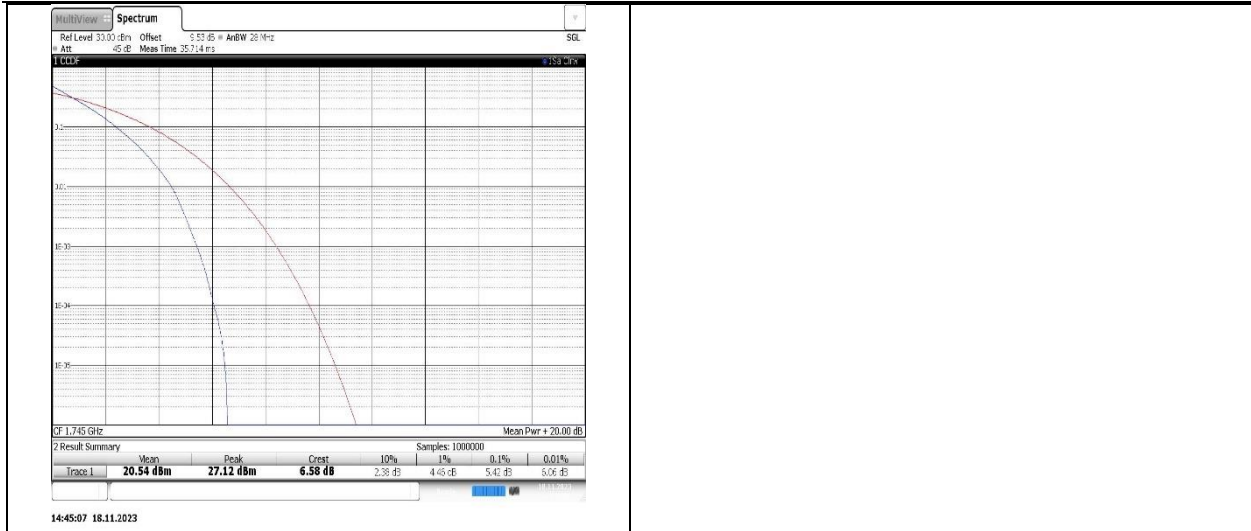 MultiView Spectrum
Ref Level 30.00 dBm Offset 9.53 dB AnBW 28 MHz SGL
Att 45 dB Meas Time 35.714 ms
1 CCDF 1Sa Clrw
0.1
0.01
1E-03
1E-04
1E-05
CF 1.745 GHz Mean Pwr + 20.00 dB
2 Result Summary Samples: 1000000
Mean Peak Crest 10% 1% 0.1% 0.01%
Trace 1 20.54 dBm 27.12 dBm 6.58 dB 2.38 dB 4.45 dB 5.42 dB 6.06 dB
14:45:07 18.11.2023